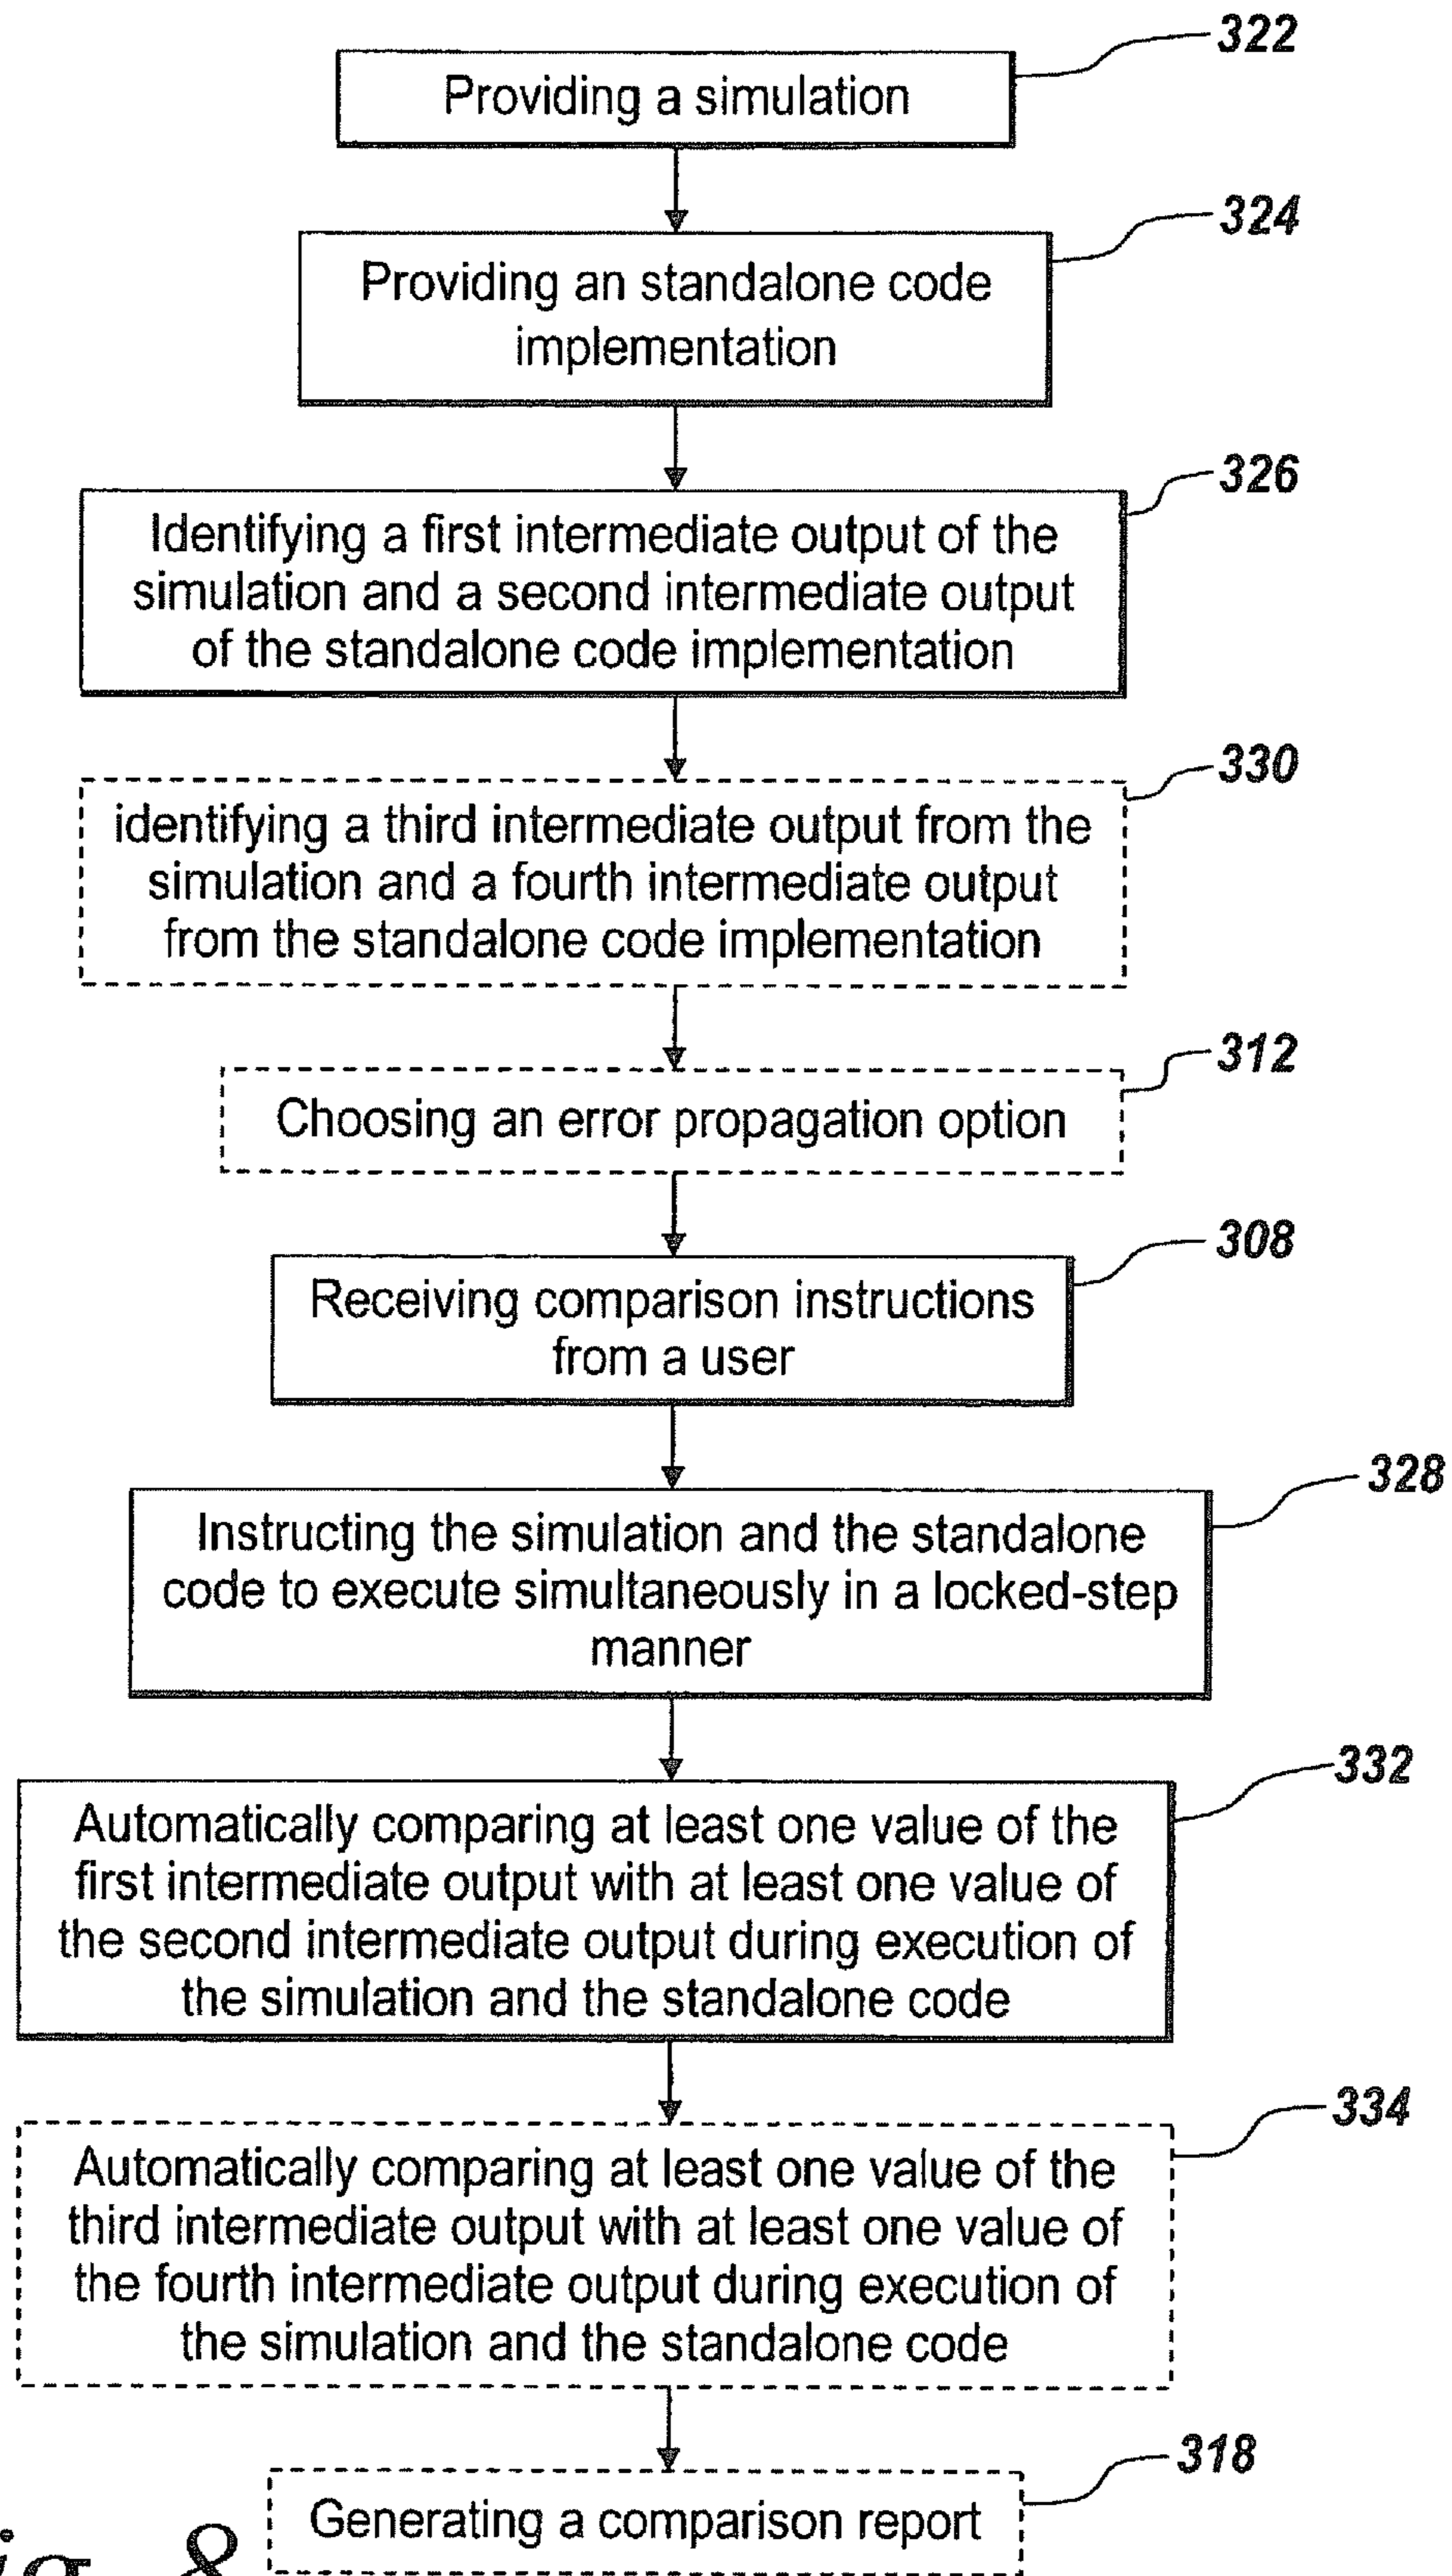 322
Providing a simulation
324
Providing an standalone code
implementation
326
Identifying a first intermediate output of the
simulation and a second intermediate output
of the standalone code implementation
330
identifying a third intermediate output from the
simulation and a fourth intermediate output
from the standalone code implementation
312
Choosing an error propagation option
308
Receiving comparison instructions
from a user
328
Instructing the simulation and the standalone
code to execute simultaneously in a locked-step
manner
332
Automatically comparing at least one value of the
first intermediate output with at least one value of
the second intermediate output during execution of
the simulation and the standalone code
334
Automatically comparing at least one value of the
third intermediate output with at least one value of
the fourth intermediate output during execution of
the simulation and the standalone code
318
Generating a comparison report
8